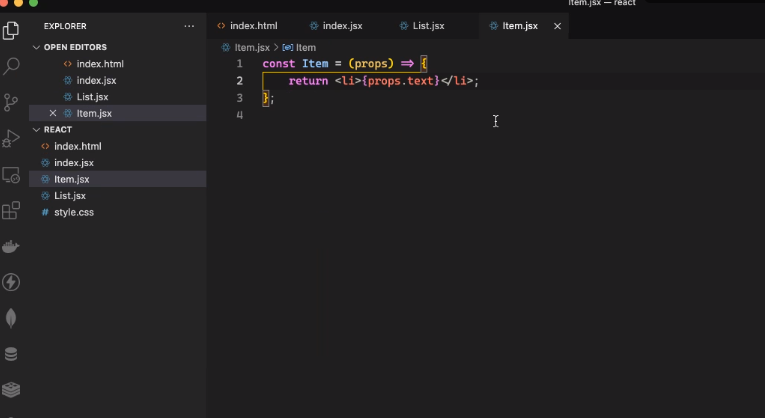 Item.jsx — react
EXPLORER ...
OPEN EDITORS
index.html
index.jsx
List.jsx
Item.jsx
REACT
index.html
index.jsx
Item.jsx
List.jsx
# style.css
index.html index.jsx List.jsx Item.jsx
Item.jsx > Item
1 const Item = (props) => {
2 return <li>{props.text}</li>;
3 };
4